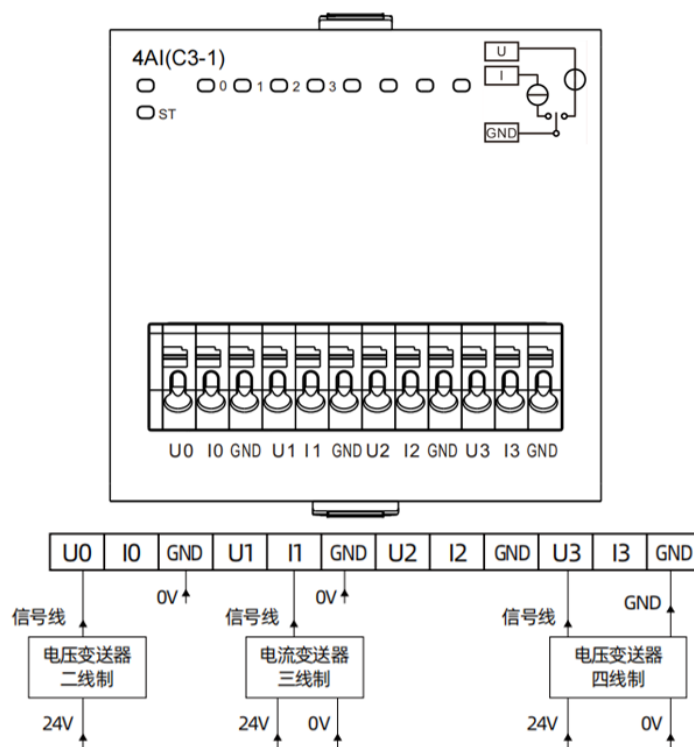 4AI(C3-1)
0 1 2 3
ST
U
I
GND
U0 I0 GND U1 I1 GND U2 I2 GND U3 I3 GND
U0 I0 GND U1 I1 GND U2 I2 GND U3 I3 GND
0V 0V
信号线 信号线 信号线 GND
电压变送器 电流变送器 电压变送器
二线制 三线制 四线制
24V 24V 0V 24V 0V